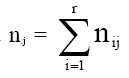 . n_j = \sum_{i=1}^{r} n_{ij}